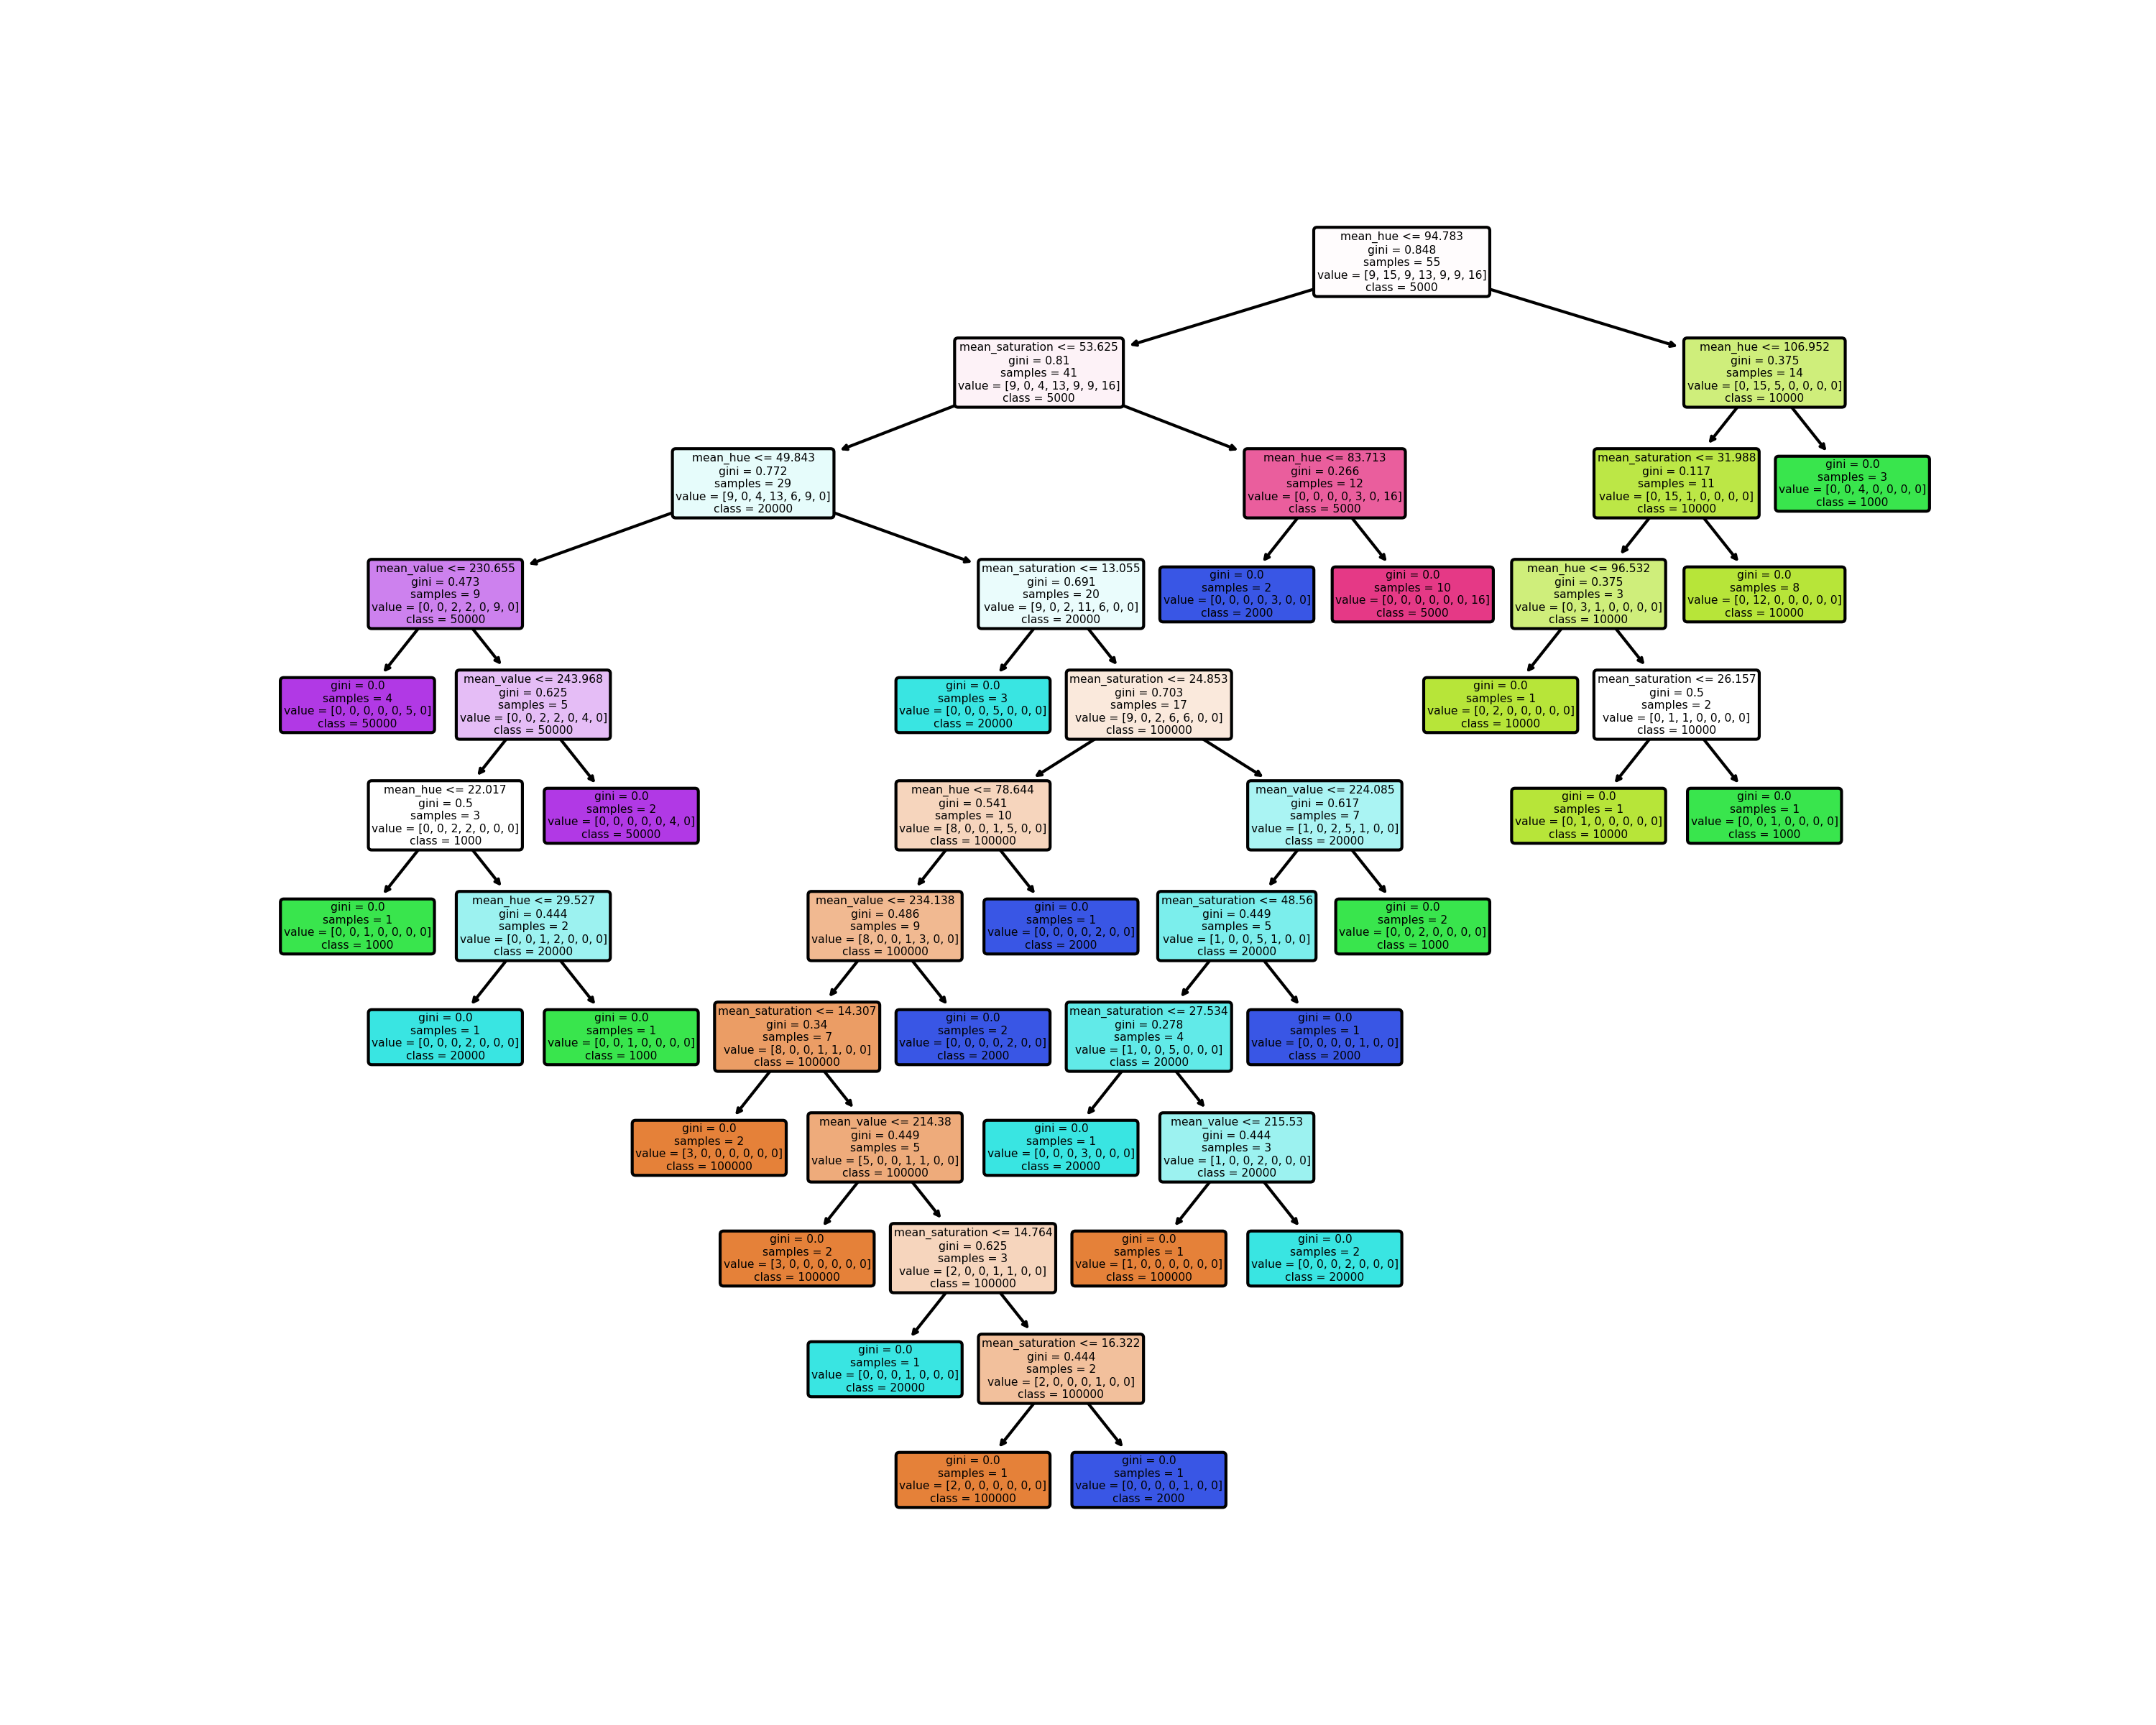 mean_hue <= 94.783
gini = 0.848
samples = 55
value = [9, 15, 9, 13, 9, 9, 16]
class = 5000
mean_saturation <= 53.625
gini = 0.81
samples = 41
value = [9, 0, 4, 13, 9, 9, 16]
class = 5000
mean_hue <= 106.952
gini = 0.375
samples = 14
value = [0, 15, 5, 0, 0, 0, 0]
class = 10000
mean_hue <= 49.843
gini = 0.772
samples = 29
value = [9, 0, 4, 13, 6, 9, 0]
class = 20000
mean_hue <= 83.713
gini = 0.266
samples = 12
value = [0, 0, 0, 0, 3, 0, 16]
class = 5000
mean_saturation <= 31.988
gini = 0.117
samples = 11
value = [0, 15, 1, 0, 0, 0, 0]
class = 10000
gini = 0.0
samples = 3
value = [0, 0, 4, 0, 0, 0, 0]
class = 1000
mean_value <= 230.655
gini = 0.473
samples = 9
value = [0, 0, 2, 2, 0, 9, 0]
class = 50000
mean_saturation <= 13.055
gini = 0.691
samples = 20
value = [9, 0, 2, 11, 6, 0, 0]
class = 20000
gini = 0.0
samples = 2
value = [0, 0, 0, 0, 3, 0, 0]
class = 2000
gini = 0.0
samples = 10
value = [0, 0, 0, 0, 0, 0, 16]
class = 5000
mean_hue <= 96.532
gini = 0.375
samples = 3
value = [0, 3, 1, 0, 0, 0, 0]
class = 10000
gini = 0.0
samples = 8
value = [0, 12, 0, 0, 0, 0, 0]
class = 10000
gini = 0.0
samples = 4
value = [0, 0, 0, 0, 0, 5, 0]
class = 50000
mean_value <= 243.968
gini = 0.625
samples = 5
value = [0, 0, 2, 2, 0, 4, 0]
class = 50000
gini = 0.0
samples = 3
value = [0, 0, 0, 5, 0, 0, 0]
class = 20000
mean_saturation <= 24.853
gini = 0.703
samples = 17
value = [9, 0, 2, 6, 6, 0, 0]
class = 100000
gini = 0.0
samples = 1
value = [0, 2, 0, 0, 0, 0, 0]
class = 10000
mean_saturation <= 26.157
gini = 0.5
samples = 2
value = [0, 1, 1, 0, 0, 0, 0]
class = 10000
mean_hue <= 22.017
gini = 0.5
samples = 3
value = [0, 0, 2, 2, 0, 0, 0]
class = 1000
gini = 0.0
samples = 2
value = [0, 0, 0, 0, 0, 4, 0]
class = 50000
mean_hue <= 78.644
gini = 0.541
samples = 10
value = [8, 0, 0, 1, 5, 0, 0]
class = 100000
mean_value <= 224.085
gini = 0.617
samples = 7
value = [1, 0, 2, 5, 1, 0, 0]
class = 20000
gini = 0.0
samples = 1
value = [0, 1, 0, 0, 0, 0, 0]
class = 10000
gini = 0.0
samples = 1
value = [0, 0, 1, 0, 0, 0, 0]
class = 1000
gini = 0.0
samples = 1
value = [0, 0, 1, 0, 0, 0, 0]
class = 1000
mean_hue <= 29.527
gini = 0.444
samples = 2
value = [0, 0, 1, 2, 0, 0, 0]
class = 20000
mean_value <= 234.138
gini = 0.486
samples = 9
value = [8, 0, 0, 1, 3, 0, 0]
class = 100000
gini = 0.0
samples = 1
value = [0, 0, 0, 0, 2, 0, 0]
class = 2000
mean_saturation <= 48.56
gini = 0.449
samples = 5
value = [1, 0, 0, 5, 1, 0, 0]
class = 20000
gini = 0.0
samples = 2
value = [0, 0, 2, 0, 0, 0, 0]
class = 1000
gini = 0.0
samples = 1
value = [0, 0, 0, 2, 0, 0, 0]
class = 20000
gini = 0.0
samples = 1
value = [0, 0, 1, 0, 0, 0, 0]
class = 1000
mean_saturation <= 14.307
gini = 0.34
samples = 7
value = [8, 0, 0, 1, 1, 0, 0]
class = 100000
gini = 0.0
samples = 2
value = [0, 0, 0, 0, 2, 0, 0]
class = 2000
mean_saturation <= 27.534
gini = 0.278
samples = 4
value = [1, 0, 0, 5, 0, 0, 0]
class = 20000
gini = 0.0
samples = 1
value = [0, 0, 0, 0, 1, 0, 0]
class = 2000
gini = 0.0
samples = 2
value = [3, 0, 0, 0, 0, 0, 0]
class = 100000
mean_value <= 214.38
gini = 0.449
samples = 5
value = [5, 0, 0, 1, 1, 0, 0]
class = 100000
gini = 0.0
samples = 1
value = [0, 0, 0, 3, 0, 0, 0]
class = 20000
mean_value <= 215.53
gini = 0.444
samples = 3
value = [1, 0, 0, 2, 0, 0, 0]
class = 20000
gini = 0.0
samples = 2
value = [3, 0, 0, 0, 0, 0, 0]
class = 100000
mean_saturation <= 14.764
gini = 0.625
samples = 3
value = [2, 0, 0, 1, 1, 0, 0]
class = 100000
gini = 0.0
samples = 1
value = [1, 0, 0, 0, 0, 0, 0]
class = 100000
gini = 0.0
samples = 2
value = [0, 0, 0, 2, 0, 0, 0]
class = 20000
gini = 0.0
samples = 1
value = [0, 0, 0, 1, 0, 0, 0]
class = 20000
mean_saturation <= 16.322
gini = 0.444
samples = 2
value = [2, 0, 0, 0, 1, 0, 0]
class = 100000
gini = 0.0
samples = 1
value = [2, 0, 0, 0, 0, 0, 0]
class = 100000
gini = 0.0
samples = 1
value = [0, 0, 0, 0, 1, 0, 0]
class = 2000